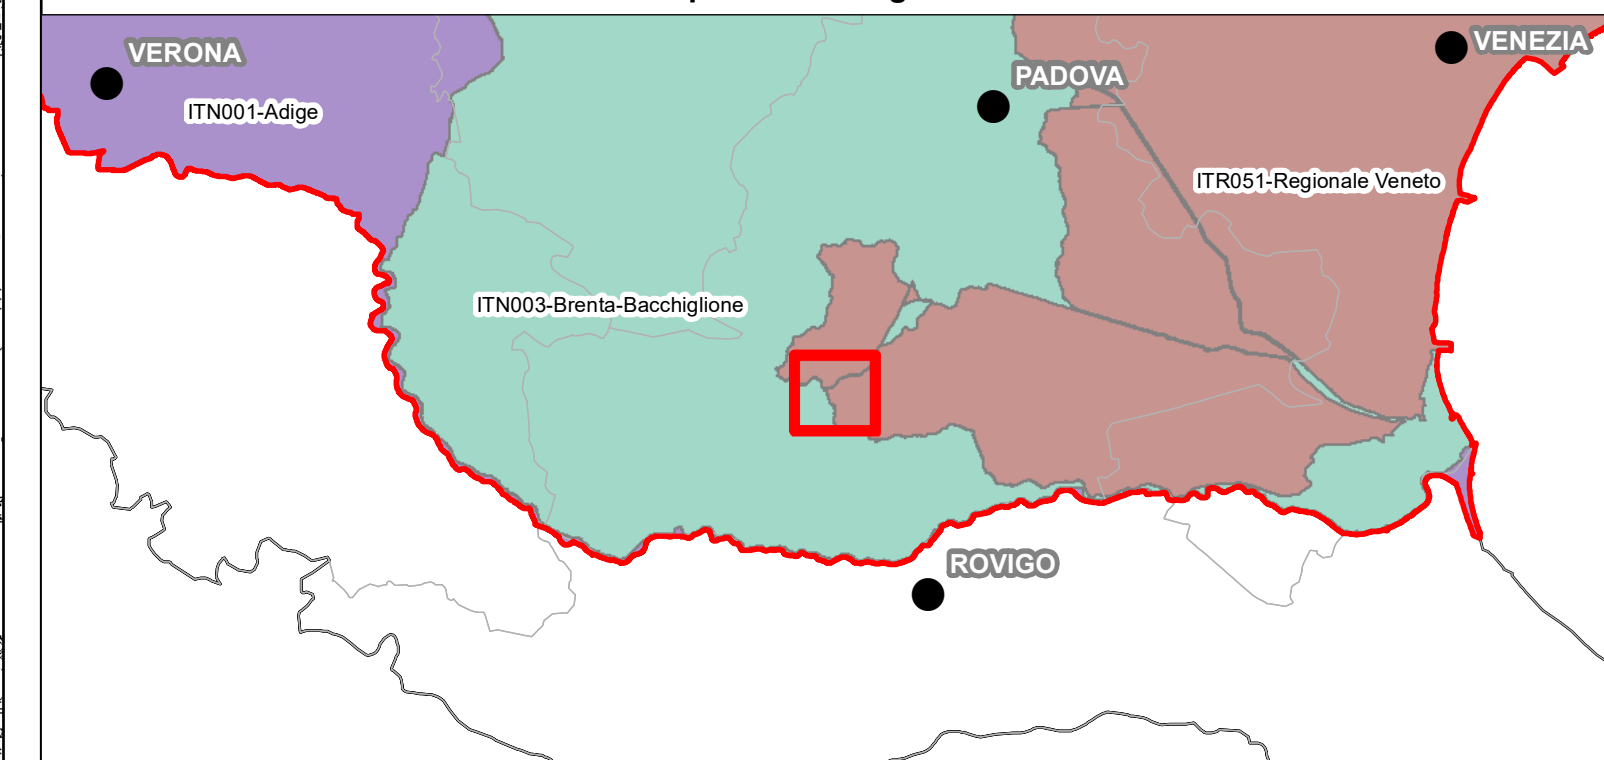 VERONA
VENEZIA
PADOVA
ITN001-Adige
ITR051-Regionale Veneto
ITN003-Brenta-Bacchiglione
ROVIGO